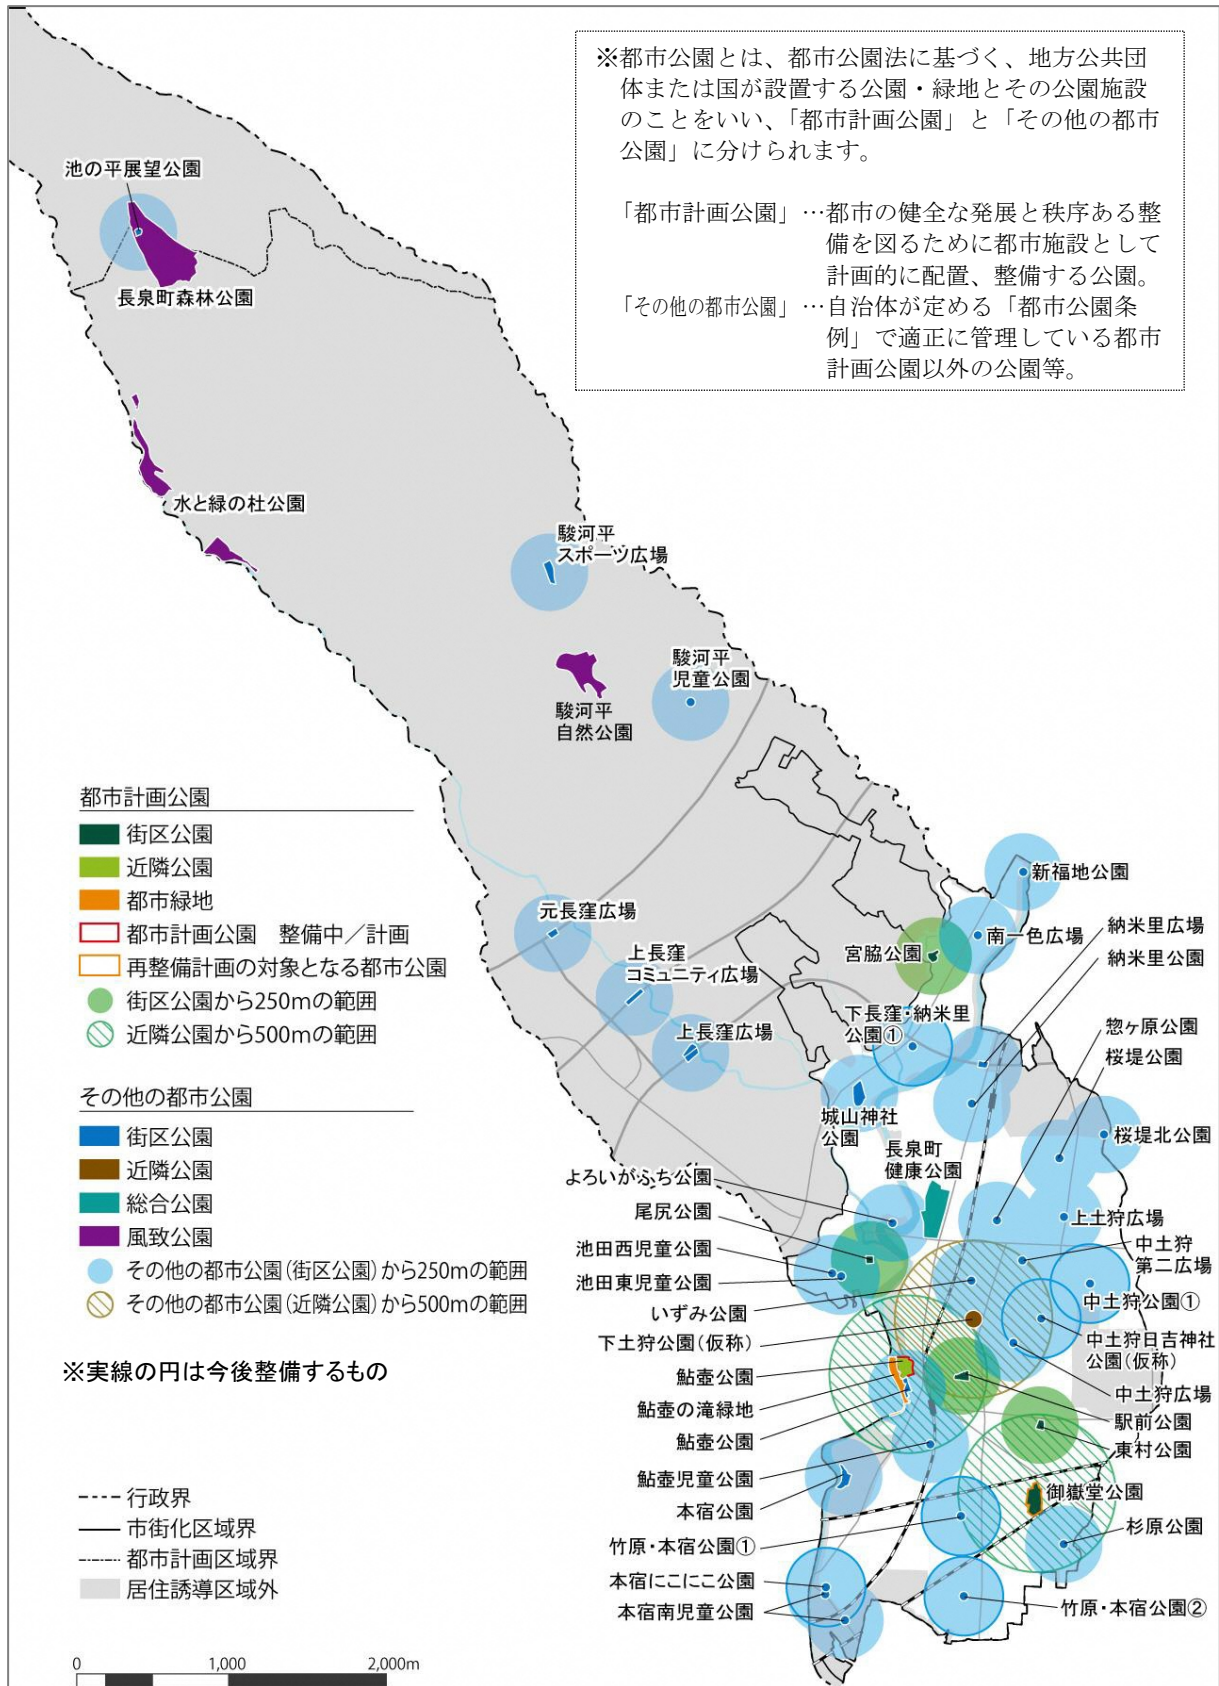 ※都市公園とは、都市公園法に基づく、地方公共団
体または国が設置する公園・緑地とその公園施設
のことをいい、「都市計画公園」と「その他の都市
公園」に分けられます。
「都市計画公園」…都市の健全な発展と秩序ある整
備を図るために都市施設として
計画的に配置、整備する公園。
「その他の都市公園」…自治体が定める「都市公園条
例」で適正に管理している都市
計画公園以外の公園等。
池の平展望公園
長泉町森林公園
水と緑の杜公園
駿河平
スポーツ広場
駿河平
児童公園
駿河平
自然公園
都市計画公園
街区公園
近隣公園
都市緑地
都市計画公園 整備中／計画
再整備計画の対象となる都市公園
街区公園から250mの範囲
近隣公園から500mの範囲
その他の都市公園
街区公園
近隣公園
総合公園
風致公園
その他の都市公園(街区公園)から250mの範囲
その他の都市公園(近隣公園)から500mの範囲
※実線の円は今後整備するもの
行政界
市街化区域界
都市計画区域界
居住誘導区域外
0 1,000 2,000m
元長窪広場
上長窪
コミュニティ広場
上長窪広場
新福地公園
宮脇公園
南一色広場
納米里広場
納米里公園
下長窪・納米里
公園①
惣ヶ原公園
桜堤公園
城山神社
公園
長泉町
健康公園
桜堤北公園
よろいがふち公園
尾尻公園
池田西児童公園
池田東児童公園
いずみ公園
下土狩公園(仮称)
鮎壺公園
鮎壺の滝緑地
鮎壺公園
鮎壺児童公園
本宿公園
竹原・本宿公園①
本宿にこにこ公園
本宿南児童公園
上土狩広場
中土狩
第二広場
中土狩公園①
中土狩日吉神社
公園(仮称)
中土狩広場
駅前公園
東村公園
御嶽堂公園
杉原公園
竹原・本宿公園②